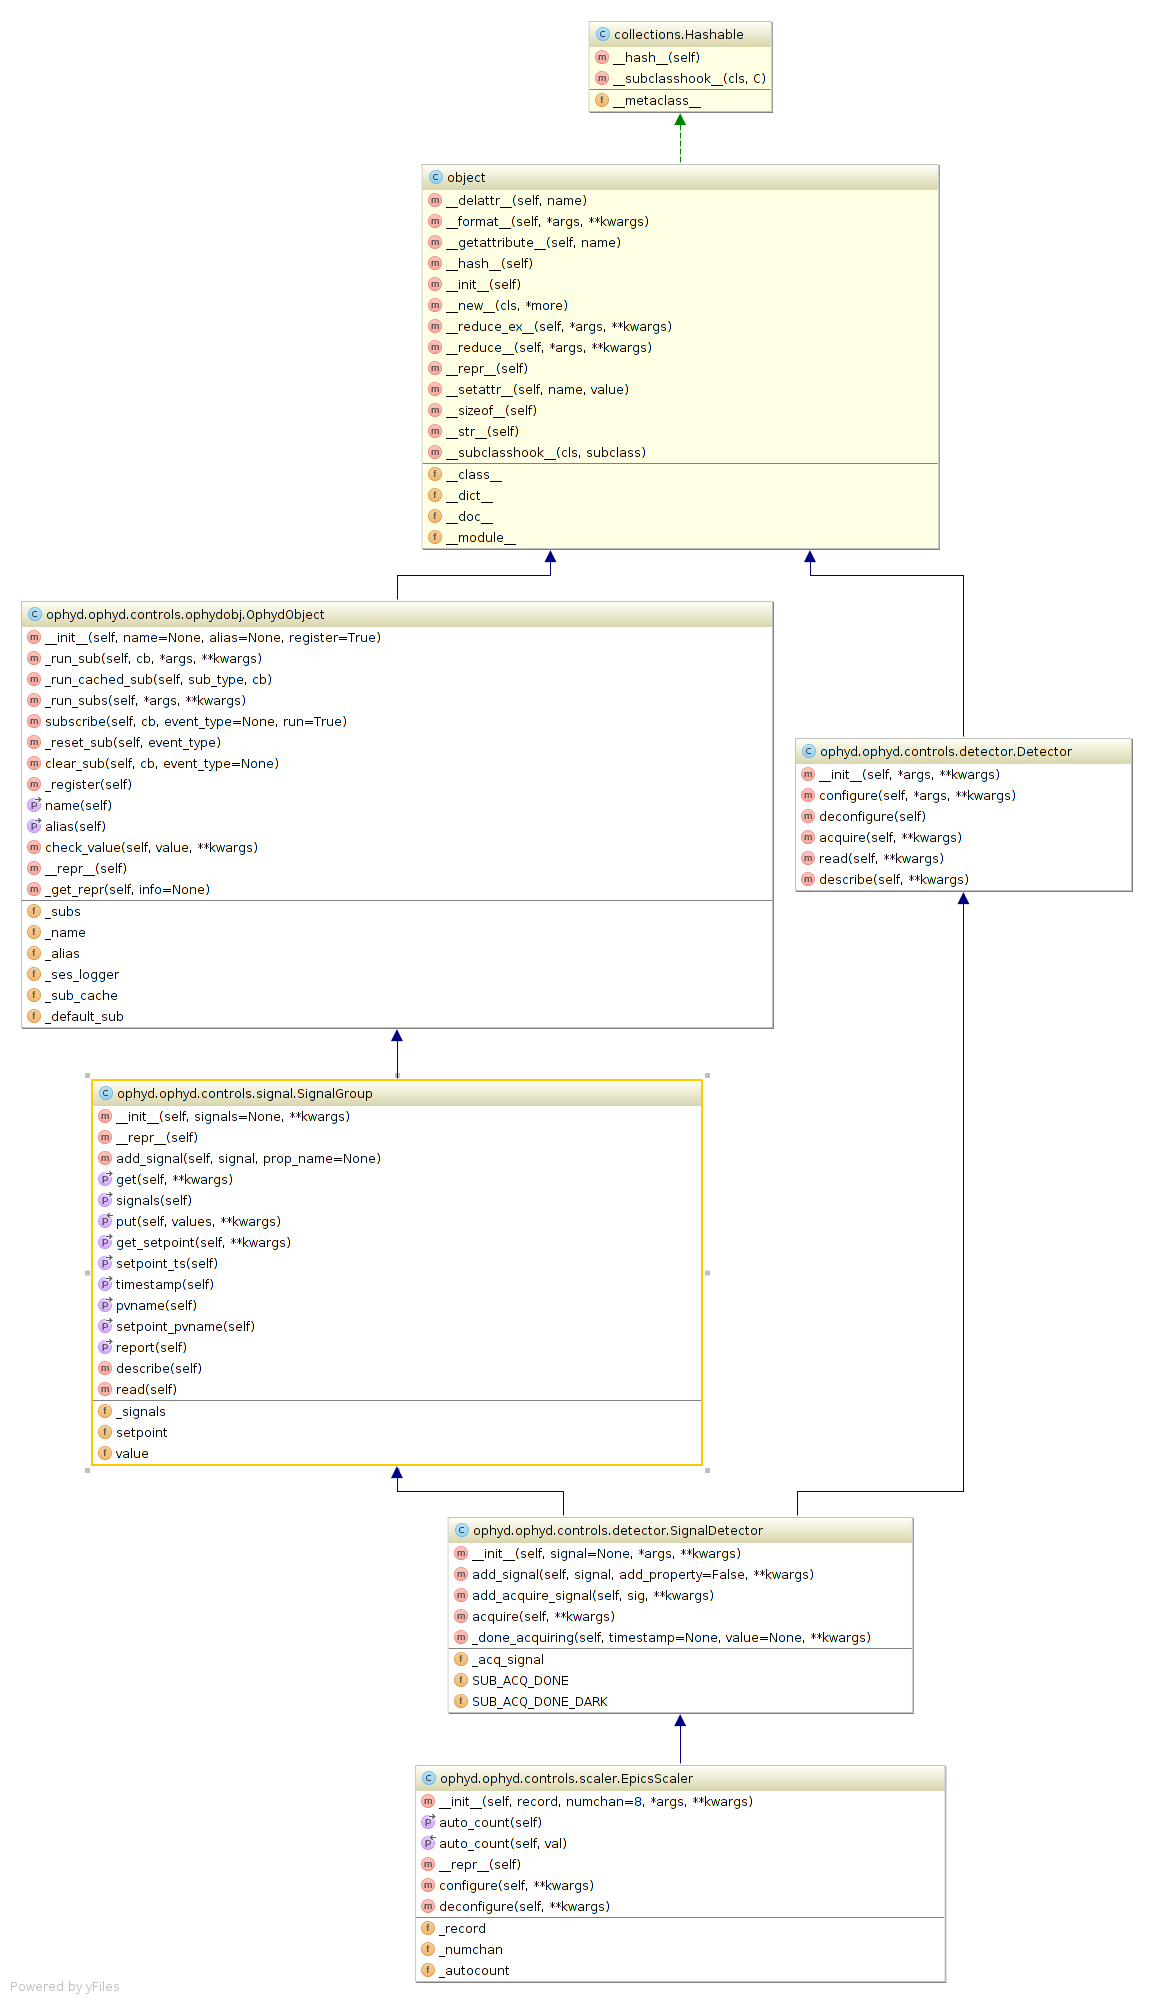 C collections.Hashable
m __hash__(self)
m __subclasshook__(cls, C)
f __metaclass__
C object
m __delattr__(self, name)
m __format__(self, *args, **kwargs)
m __getattribute__(self, name)
m __hash__(self)
m __init__(self)
m __new__(cls, *more)
m __reduce_ex__(self, *args, **kwargs)
m __reduce__(self, *args, **kwargs)
m __repr__(self)
m __setattr__(self, name, value)
m __sizeof__(self)
m __str__(self)
m __subclasshook__(cls, subclass)
f __class__
f __dict__
f __doc__
f __module__
C ophyd.ophyd.controls.ophydobj.OphydObject
m __init__(self, name=None, alias=None, register=True)
m _run_sub(self, cb, *args, **kwargs)
m _run_cached_sub(self, sub_type, cb)
m _run_subs(self, *args, **kwargs)
m subscribe(self, cb, event_type=None, run=True)
m _reset_sub(self, event_type)
m clear_sub(self, cb, event_type=None)
m _register(self)
P name(self)
P alias(self)
m check_value(self, value, **kwargs)
m __repr__(self)
m _get_repr(self, info=None)
f _subs
f _name
f _alias
f _ses_logger
f _sub_cache
f _default_sub
C ophyd.ophyd.controls.detector.Detector
m __init__(self, *args, **kwargs)
m configure(self, *args, **kwargs)
m deconfigure(self)
m acquire(self, **kwargs)
m read(self, **kwargs)
m describe(self, **kwargs)
C ophyd.ophyd.controls.signal.SignalGroup
m __init__(self, signals=None, **kwargs)
m __repr__(self)
m add_signal(self, signal, prop_name=None)
P get(self, **kwargs)
P signals(self)
P put(self, values, **kwargs)
P get_setpoint(self, **kwargs)
P setpoint_ts(self)
P timestamp(self)
P pvname(self)
P setpoint_pvname(self)
P report(self)
m describe(self)
m read(self)
f _signals
f setpoint
f value
C ophyd.ophyd.controls.detector.SignalDetector
m __init__(self, signal=None, *args, **kwargs)
m add_signal(self, signal, add_property=False, **kwargs)
m add_acquire_signal(self, sig, **kwargs)
m acquire(self, **kwargs)
m _done_acquiring(self, timestamp=None, value=None, **kwargs)
f _acq_signal
f SUB_ACQ_DONE
f SUB_ACQ_DONE_DARK
C ophyd.ophyd.controls.scaler.EpicsScaler
m __init__(self, record, numchan=8, *args, **kwargs)
P auto_count(self)
P auto_count(self, val)
m __repr__(self)
m configure(self, **kwargs)
m deconfigure(self, **kwargs)
f _record
f _numchan
f _autocount
Powered by yFiles